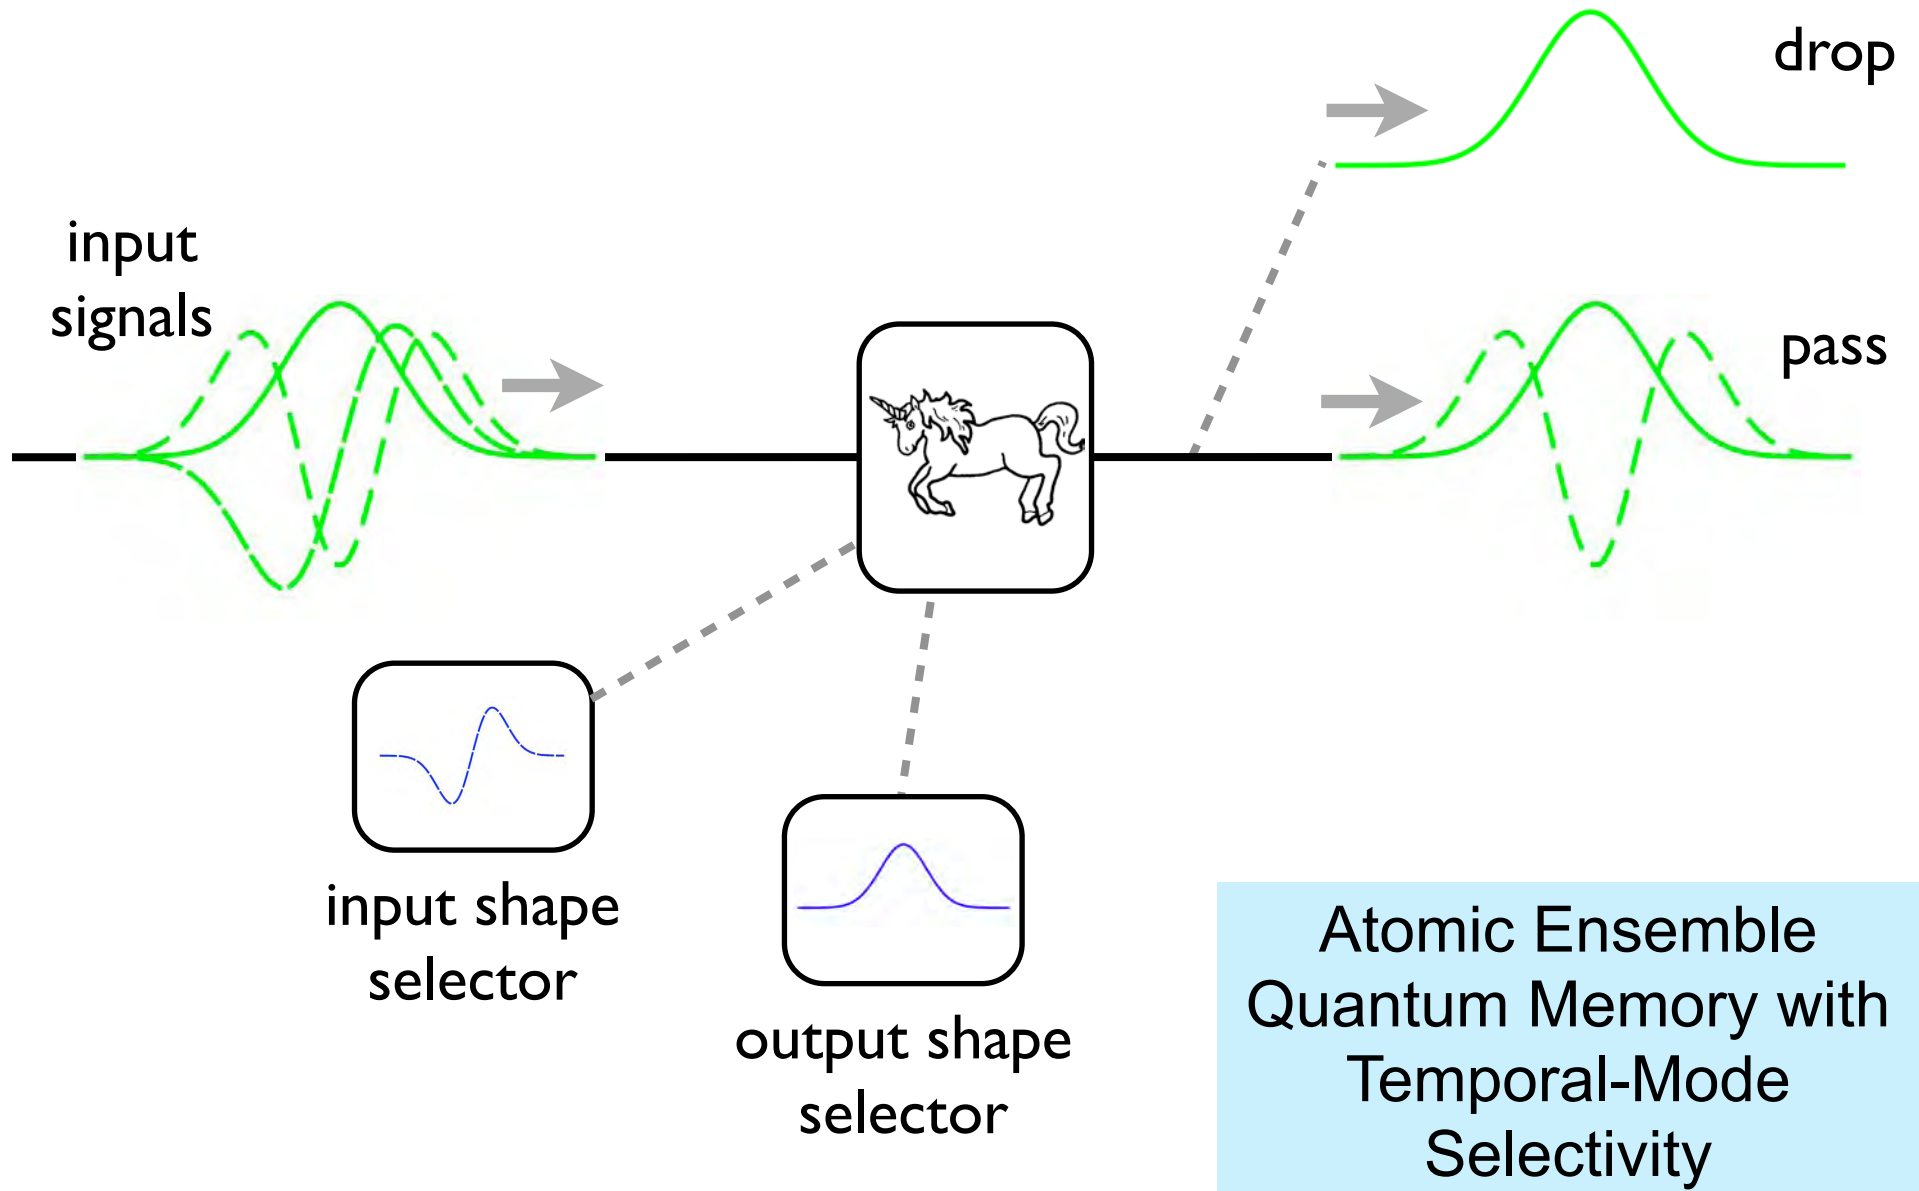 drop
input
signals
pass
input shape
selector
output shape
selector
Atomic Ensemble
Quantum Memory with
Temporal-Mode
Selectivity